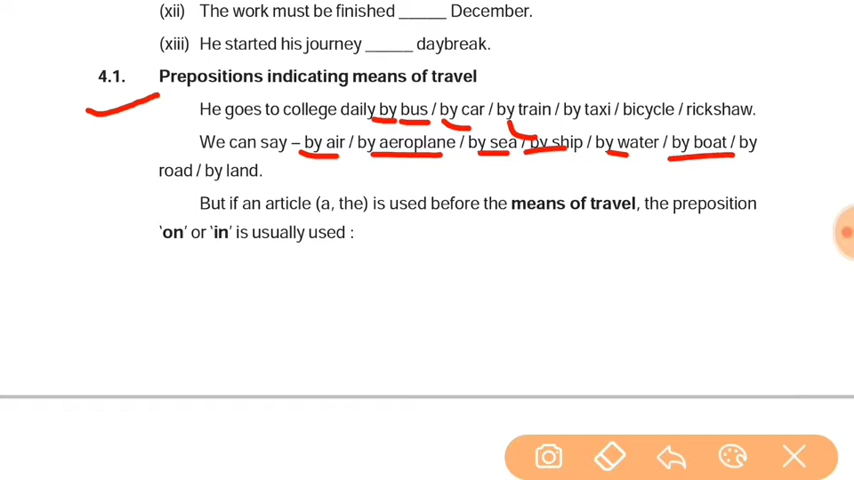 (xii) The work must be finished _____ December.
(xiii) He started his journey _____ daybreak.
4.1. Prepositions indicating means of travel
He goes to college daily by bus / by car / by train / by taxi / bicycle / rickshaw.
We can say – by air / by aeroplane / by sea / by ship / by water / by boat / by
road / by land.
But if an article (a, the) is used before the means of travel, the preposition
'on' or 'in' is usually used :